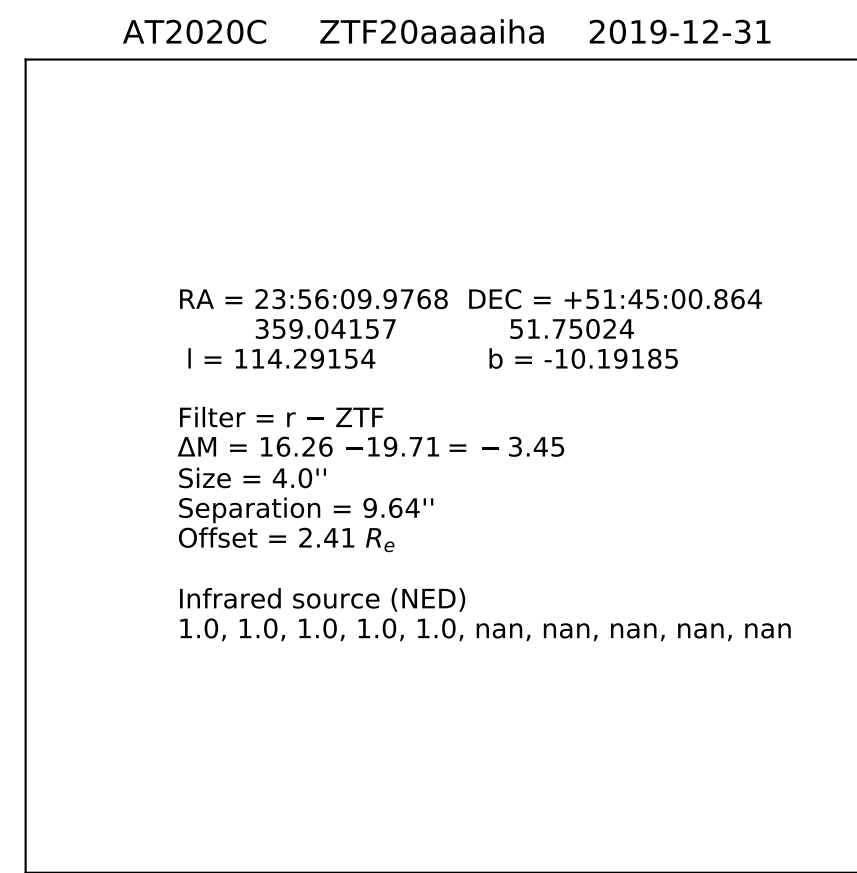 AT2020C ZTF20aaaaiha 2019-12-31
RA = 23:56:09.9768 DEC = +51:45:00.864
359.04157 51.75024
l = 114.29154 b = -10.19185
Filter = r − ZTF
ΔM = 16.26 −19.71 = − 3.45
Size = 4.0''
Separation = 9.64''
Offset = 2.41 Rₑ
Infrared source (NED)
1.0, 1.0, 1.0, 1.0, 1.0, nan, nan, nan, nan, nan